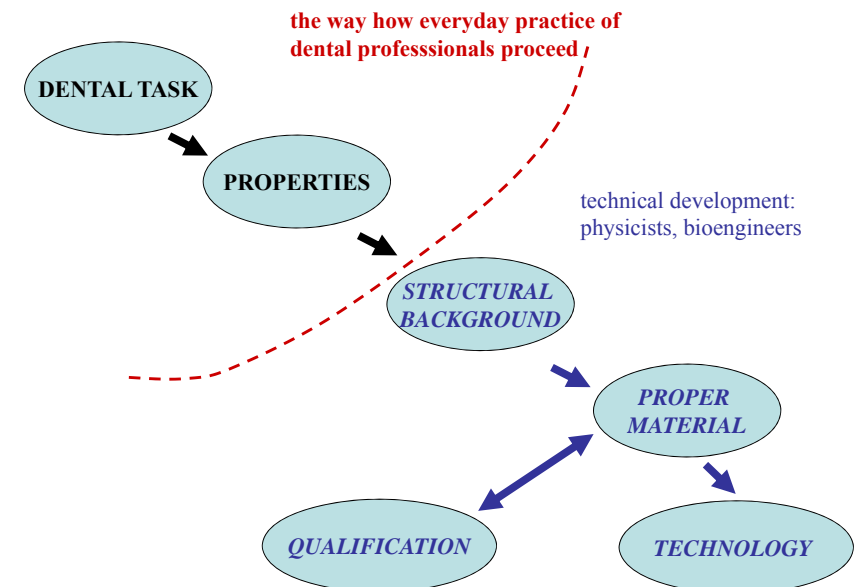 the way how everyday practice of
dental professsionals proceed
DENTAL TASK
PROPERTIES
technical development:
physicists, bioengineers
STRUCTURAL
BACKGROUND
PROPER
MATERIAL
QUALIFICATION
TECHNOLOGY